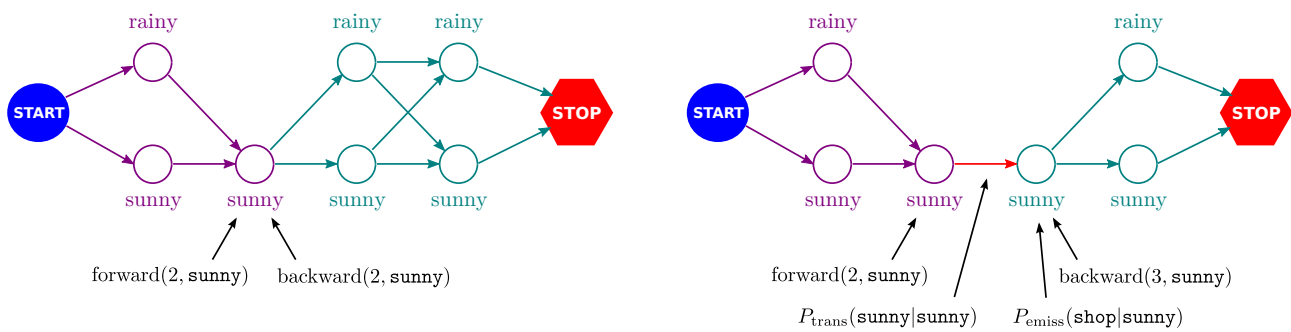 rainy rainy rainy
START STOP
sunny sunny sunny sunny
forward(2, sunny) backward(2, sunny)
rainy rainy
START STOP
sunny sunny sunny sunny
forward(2, sunny) backward(3, sunny)
P_trans(sunny|sunny) P_emiss(shop|sunny)